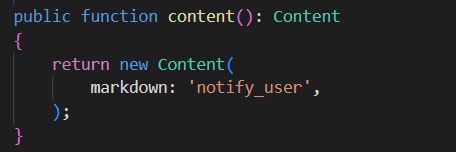 public function content(): Content
{
    return new Content(
        markdown: 'notify_user',
    );
}